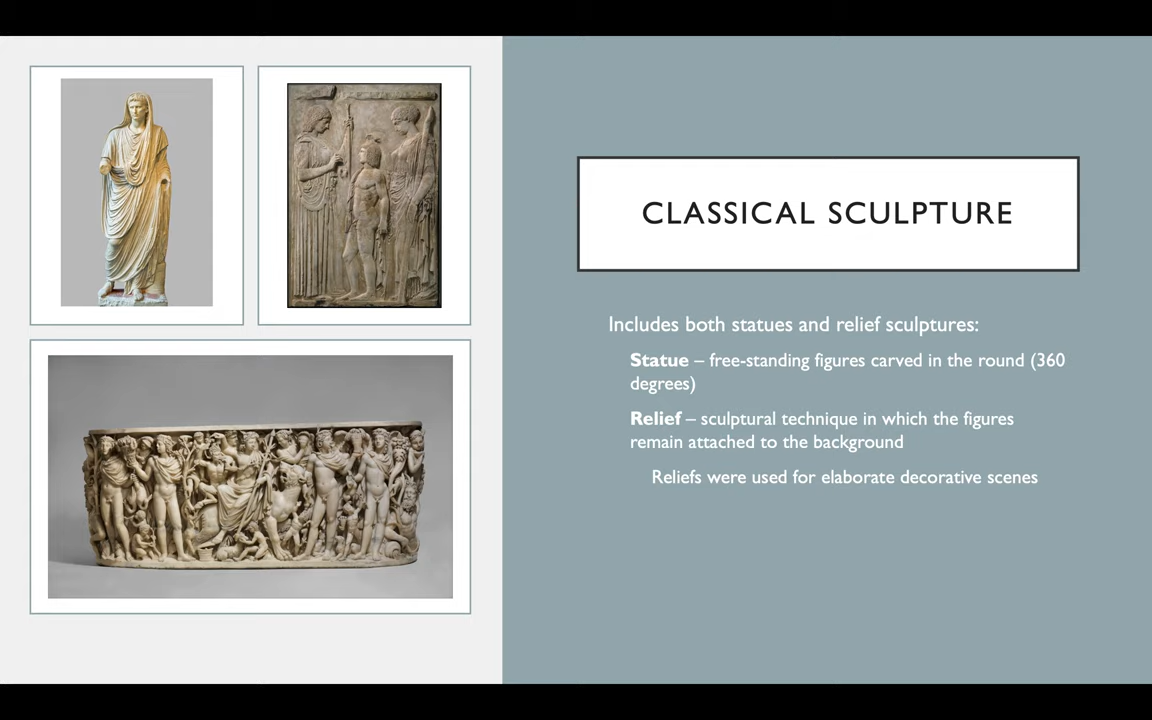 CLASSICAL SCULPTURE
Includes both statues and relief sculptures:
Statue – free-standing figures carved in the round (360
degrees)
Relief – sculptural technique in which the figures
remain attached to the background
Reliefs were used for elaborate decorative scenes